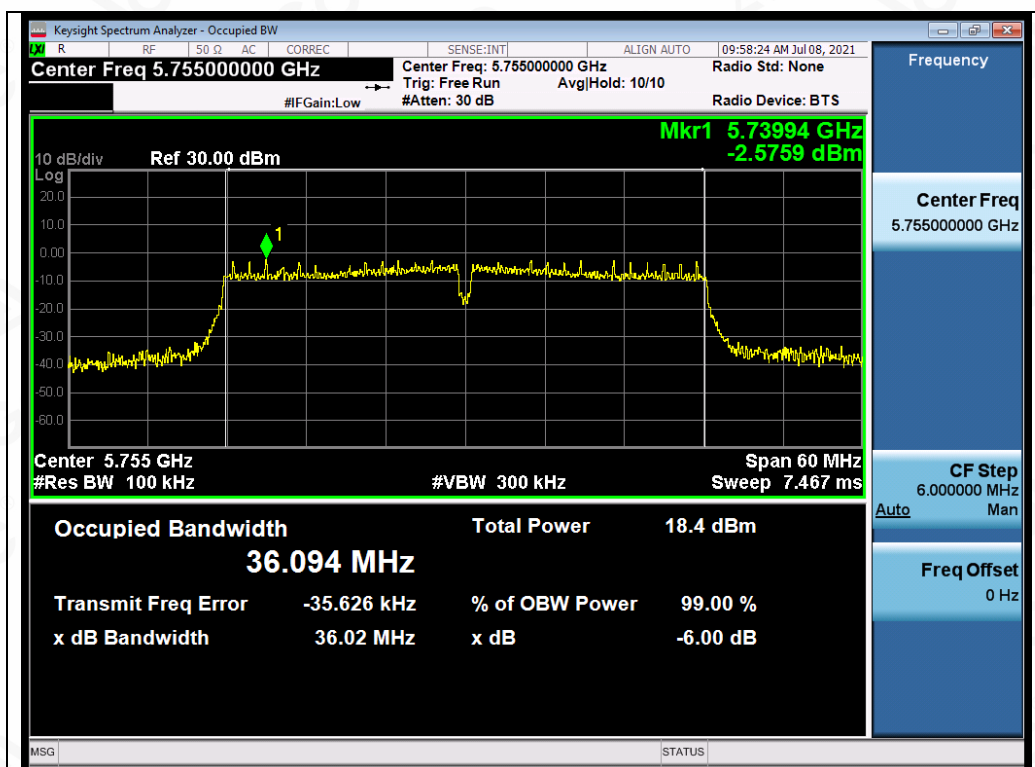 Keysight Spectrum Analyzer - Occupied BW
LXI R RF 50 Ω AC CORREC SENSE:INT ALIGN AUTO 09:58:24 AM Jul 08, 2021
Center Freq 5.755000000 GHz
Center Freq: 5.755000000 GHz Radio Std: None
Trig: Free Run Avg|Hold: 10/10
#IFGain:Low #Atten: 30 dB Radio Device: BTS
Frequency
Mkr1 5.73994 GHz
-2.5759 dBm
10 dB/div Ref 30.00 dBm
Log
20.0
10.0
0.00
-10.0
-20.0
-30.0
-40.0
-50.0
-60.0
1
Center 5.755 GHz Span 60 MHz
#Res BW 100 kHz #VBW 300 kHz Sweep 7.467 ms
Center Freq
5.755000000 GHz
CF Step
6.000000 MHz
Auto Man
Freq Offset
0 Hz
Occupied Bandwidth Total Power 18.4 dBm
36.094 MHz
Transmit Freq Error -35.626 kHz % of OBW Power 99.00 %
x dB Bandwidth 36.02 MHz x dB -6.00 dB
MSG STATUS